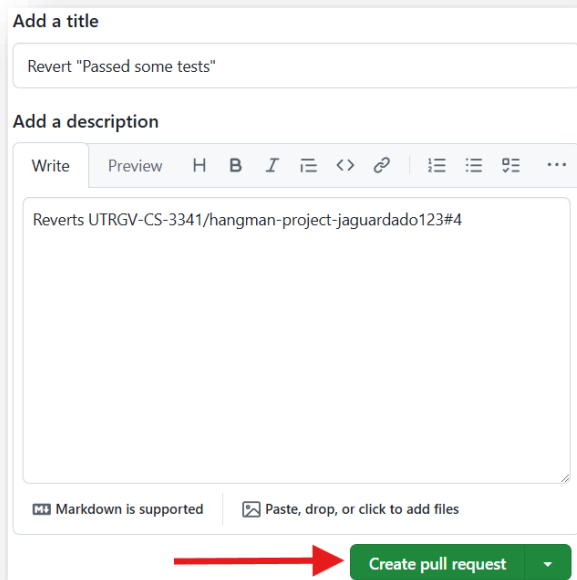 Add a title
Revert "Passed some tests"
Add a description
Write Preview H B I <>
Reverts UTRGV-CS-3341/hangman-project-jaguardado123#4
Markdown is supported Paste, drop, or click to add files
Create pull request